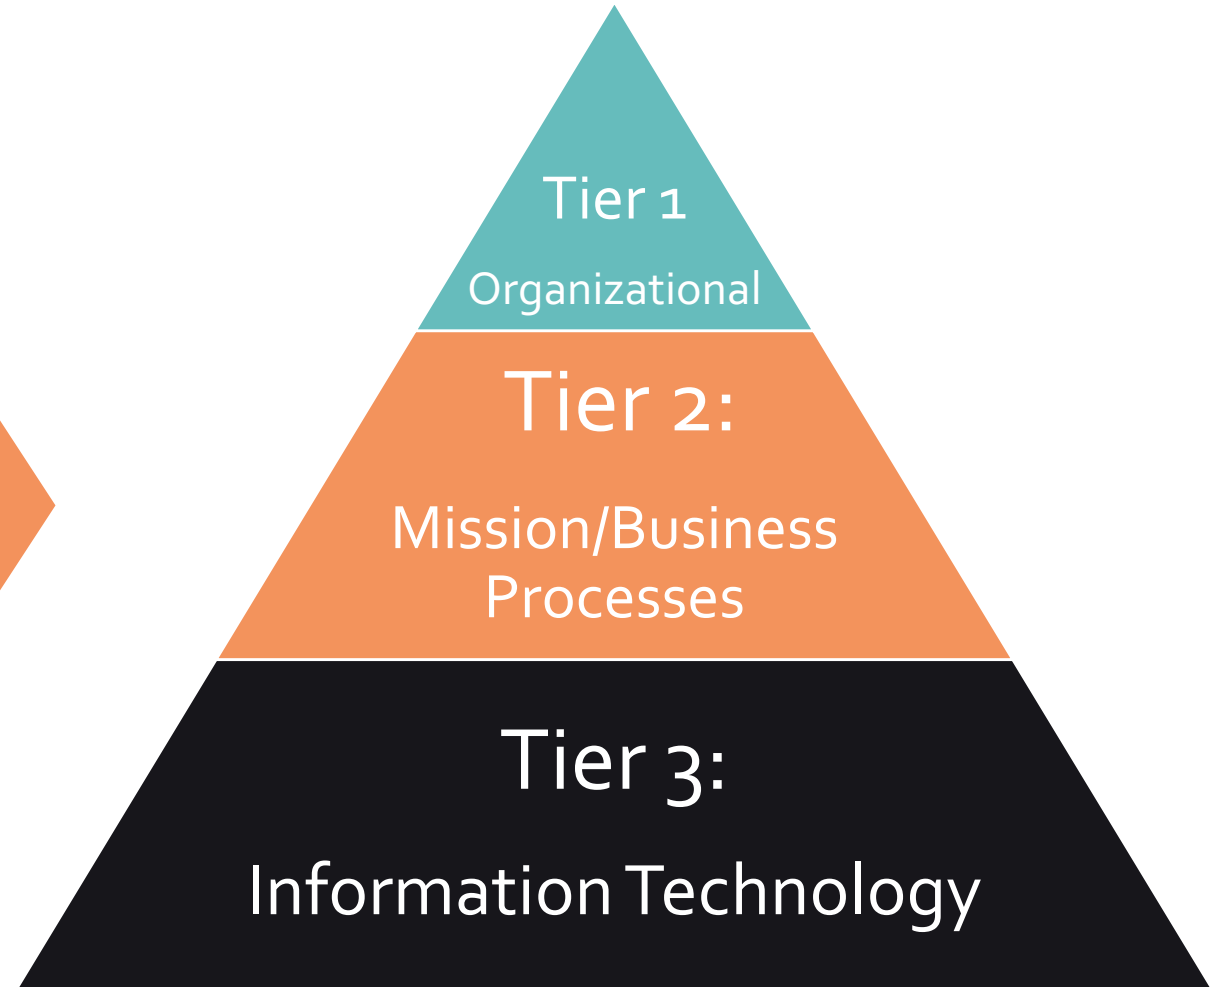 Tier 1
Organizational
Tier 2:
Mission/Business
Processes
Tier 3:
Information Technology